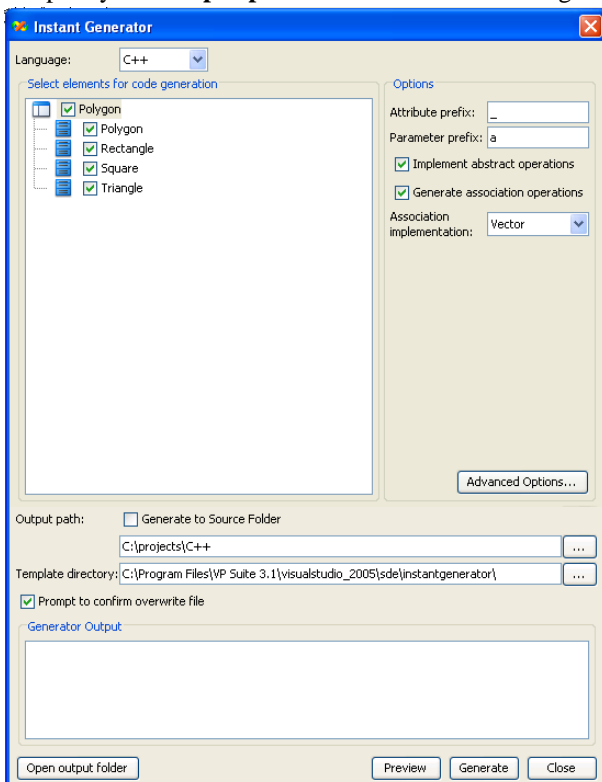 Instant Generator
Language: C++
Select elements for code generation
Polygon
Polygon
Rectangle
Square
Triangle
Options
Attribute prefix: _
Parameter prefix: a
Implement abstract operations
Generate association operations
Association implementation: Vector
Advanced Options...
Output path: Generate to Source Folder
C:\projects\C++ ...
Template directory: C:\Program Files\VP Suite 3.1\visualstudio_2005\sde\instantgenerator\ ...
Prompt to confirm overwrite file
Generator Output
Open output folder Preview Generate Close